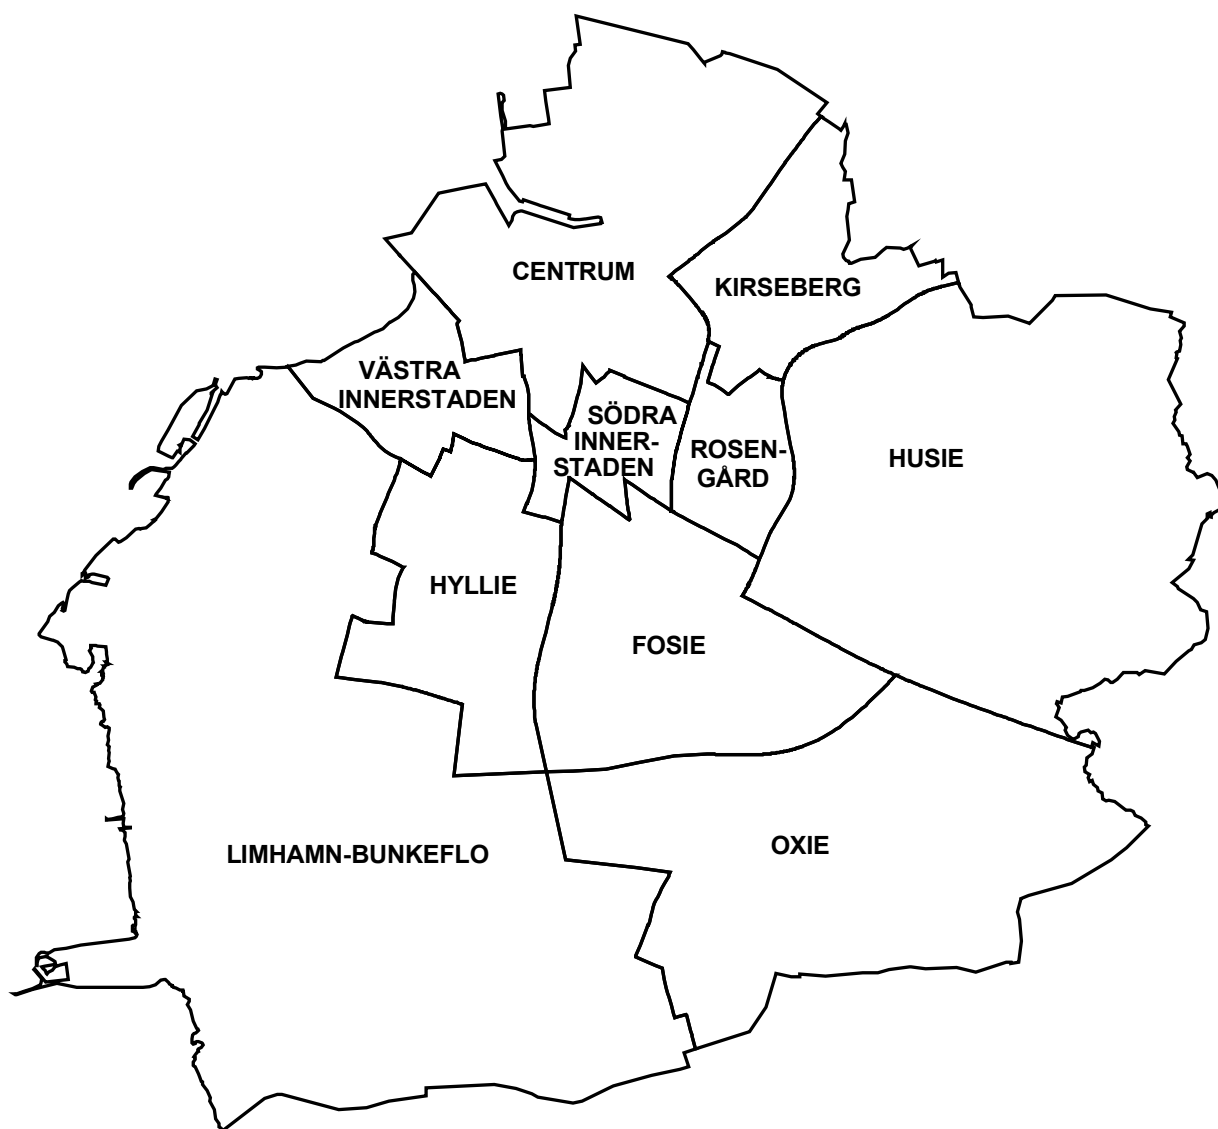 CENTRUM
KIRSEBERG
VÄSTRA
INNERSTADEN
SÖDRA
INNER-
STADEN
ROSEN-
GÅRD
HUSIE
HYLLIE
FOSIE
LIMHAMN-BUNKEFLO
OXIE